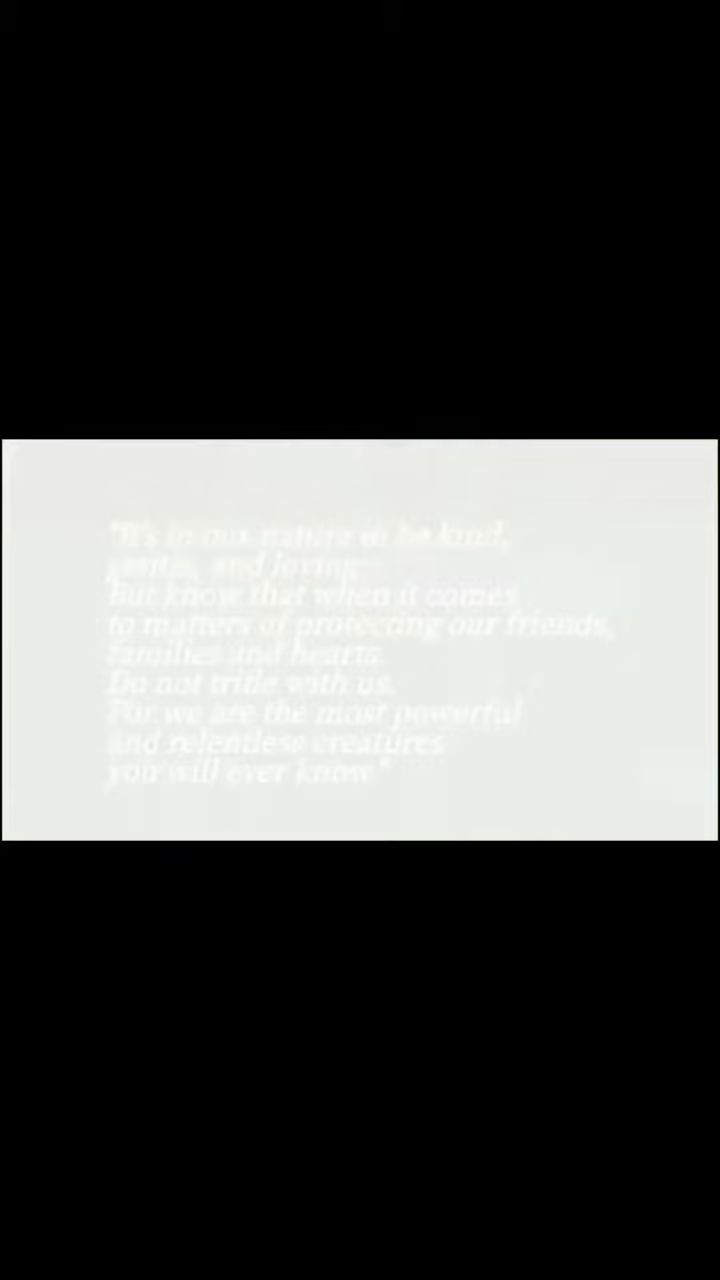 "It's in our nature to be kind,
gentle, and loving
but know that when it comes
to matters of protecting our friends,
families and hearts.
Do not trifle with us.
For we are the most powerful
and relentless creatures
you will ever know"